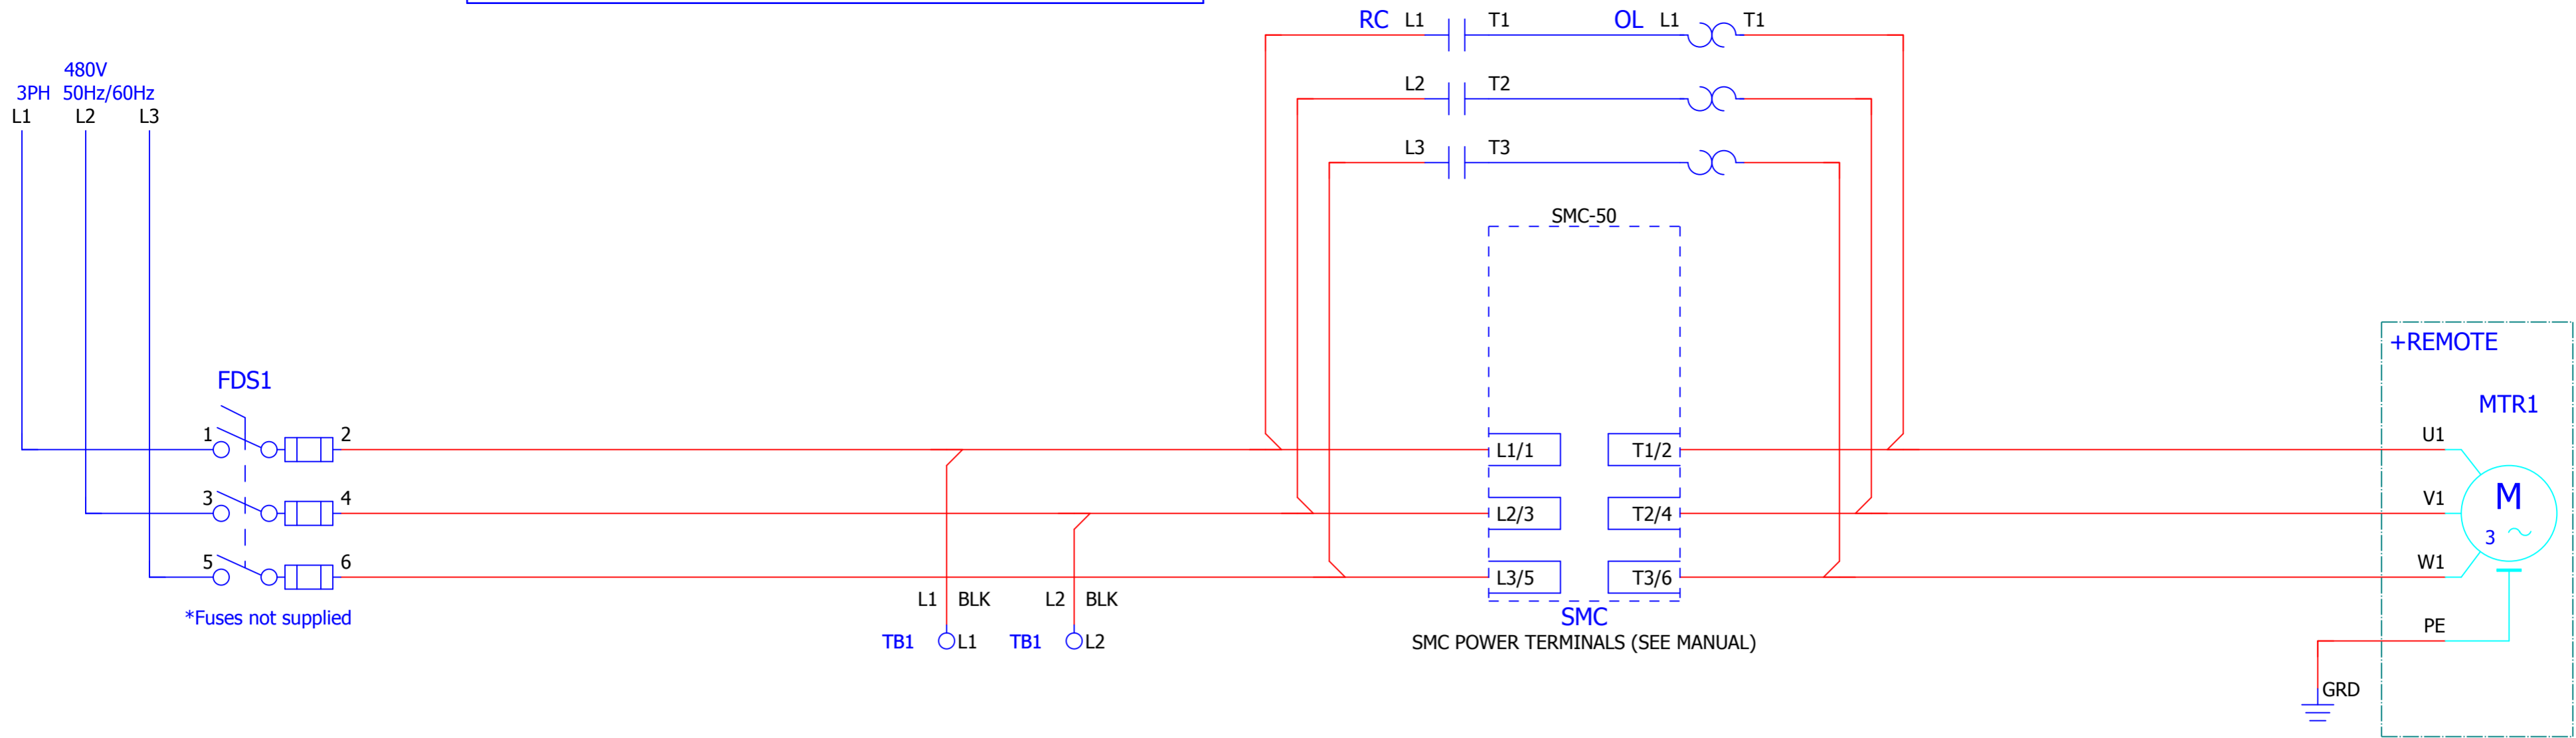 RC L1 T1 OL L1 T1
480V
3PH 50Hz/60Hz
L1 L2 L3
L2 T2
L3 T3
SMC-50
+REMOTE
FDS1
MTR1
1 2
L1/1 T1/2
U1
3 4
L2/3 T2/4
V1
M
3 ~
5 6
L3/5 T3/6
W1
*Fuses not supplied
L1 BLK L2 BLK
SMC
TB1 L1 TB1 L2
SMC POWER TERMINALS (SEE MANUAL)
PE
GRD